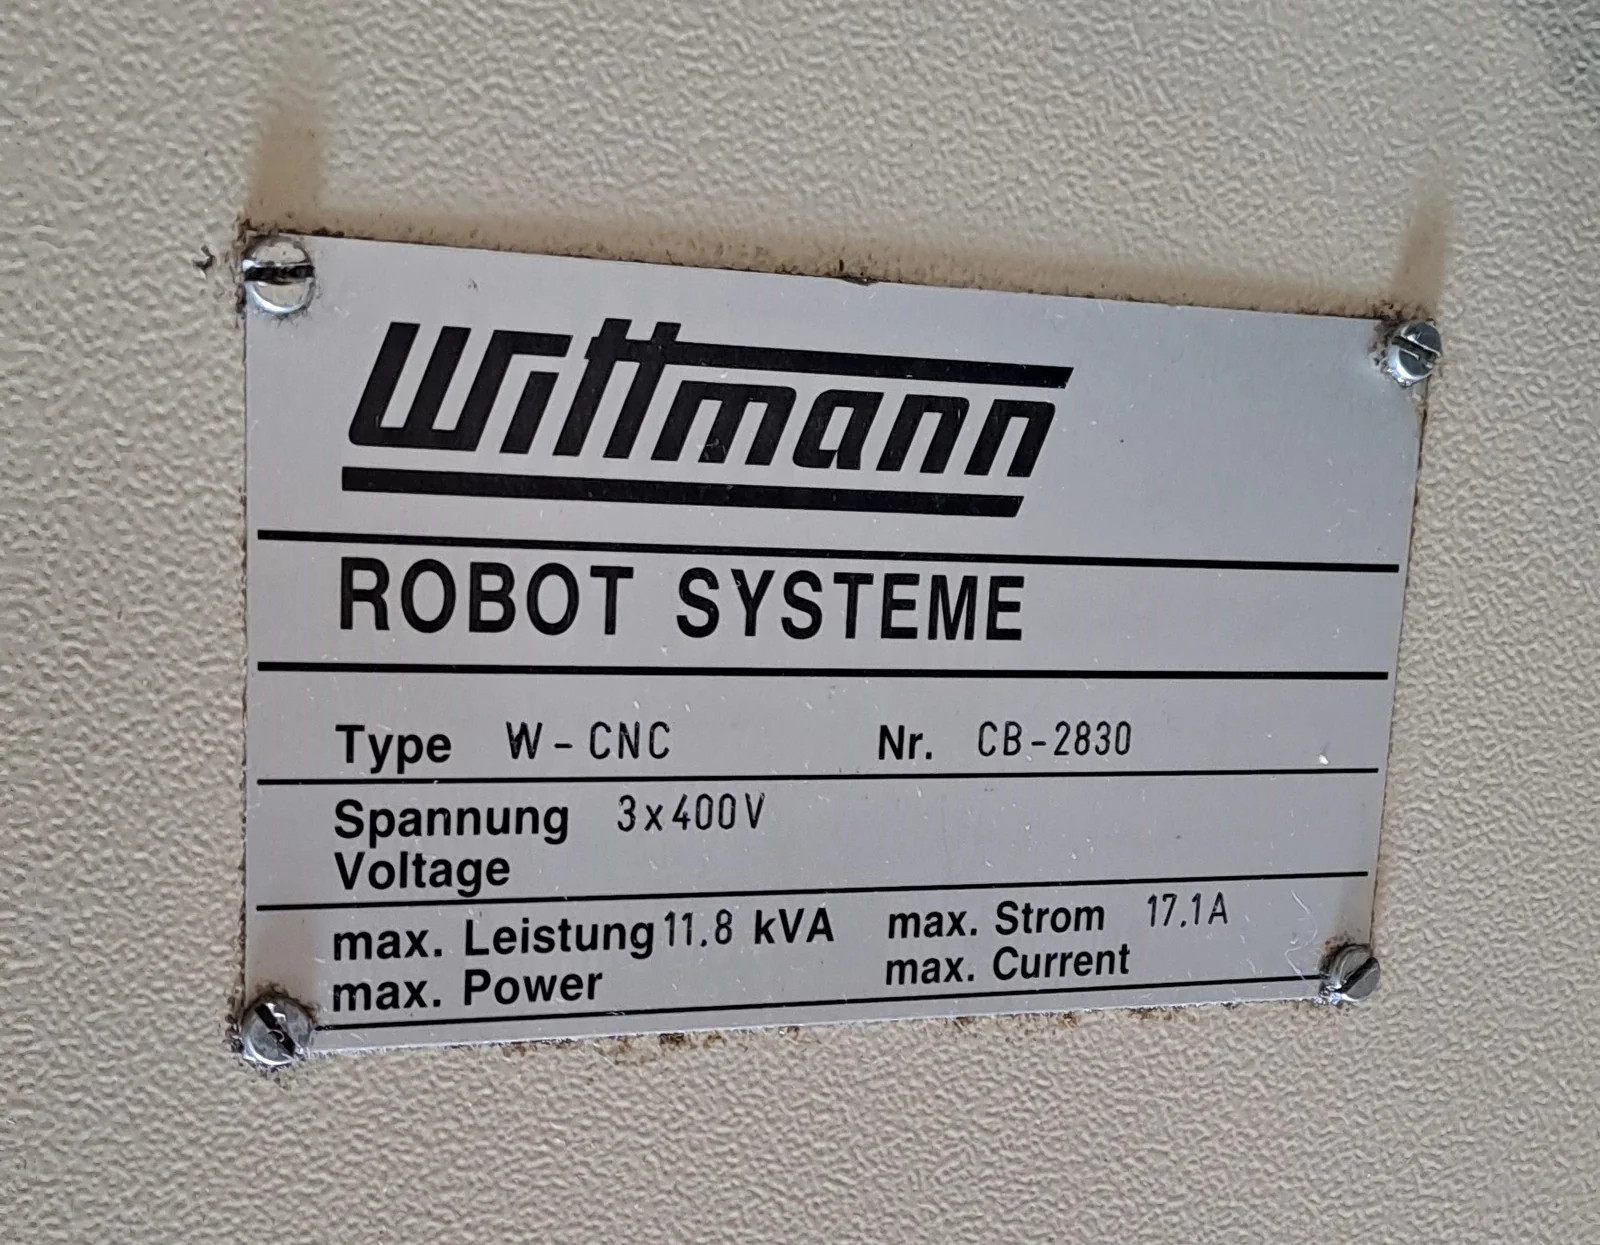 Wittmann
ROBOT SYSTEME
Type W-CNC Nr. CB-2830
Spannung 3x400V
Voltage
max. Leistung 11.8 kVA max. Strom 17.1A
max. Power max. Current